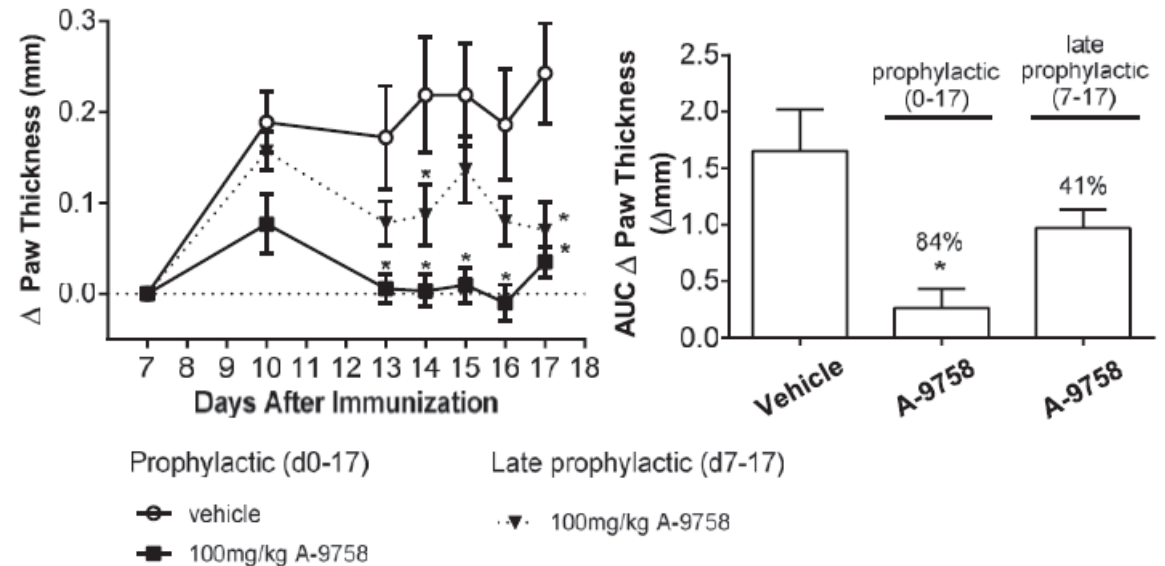 Δ Paw Thickness (mm)
0.3
0.2
0.1
0.0
* * * * * * *
7 8 9 10 11 12 13 14 15 16 17 18
Days After Immunization
AUC Δ Paw Thickness
(Δmm)
2.5
2.0
1.5
1.0
0.5
0.0
prophylactic
(0-17)
late
prophylactic
(7-17)
84%
*
41%
Vehicle
A-9758
A-9758
Prophylactic (d0-17)
vehicle
100mg/kg A-9758
Late prophylactic (d7-17)
100mg/kg A-9758